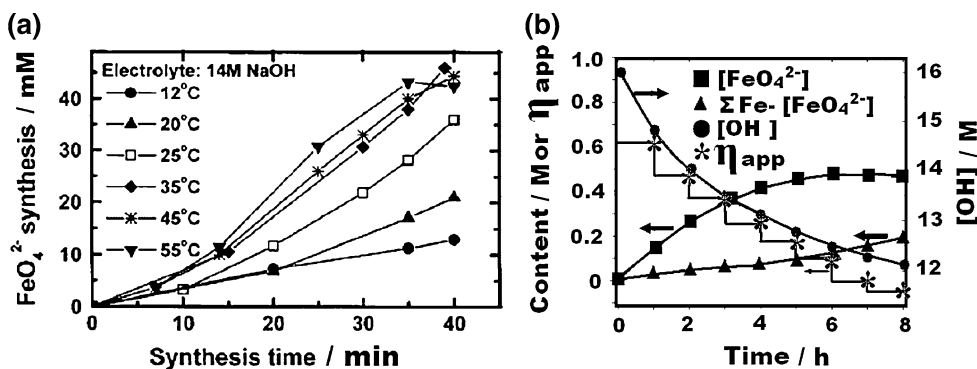 (a)
FeO₄²⁻ synthesis / mM
40
30
20
10
0
Electrolyte: 14M NaOH
12°C
20°C
25°C
35°C
45°C
55°C
0 10 20 30 40
Synthesis time / min
(b)
Content / M or η app
1.0
0.8
0.6
0.4
0.2
0
[FeO₄²⁻]
ΣFe- [FeO₄²⁻]
[OH ]
η app
16
15
14
13
12
[OH] / M
0 2 4 6 8
Time / h